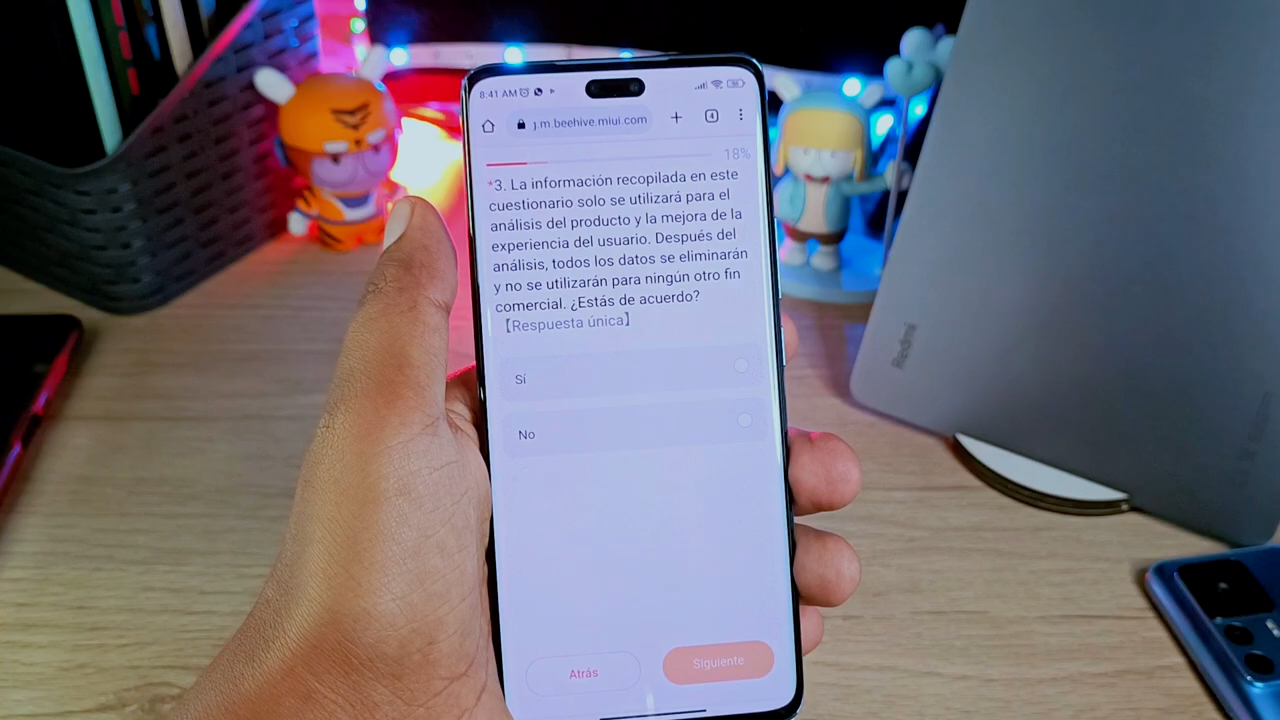 8:41 AM
j.m.beehive.miui.com
4
18%
*3. La información recopilada en este
cuestionario solo se utilizará para el
análisis del producto y la mejora de la
experiencia del usuario. Después del
análisis, todos los datos se eliminarán
y no se utilizarán para ningún otro fin
comercial. ¿Estás de acuerdo?
【Respuesta única】
Sí
No
Atrás
Siguiente
Redmi